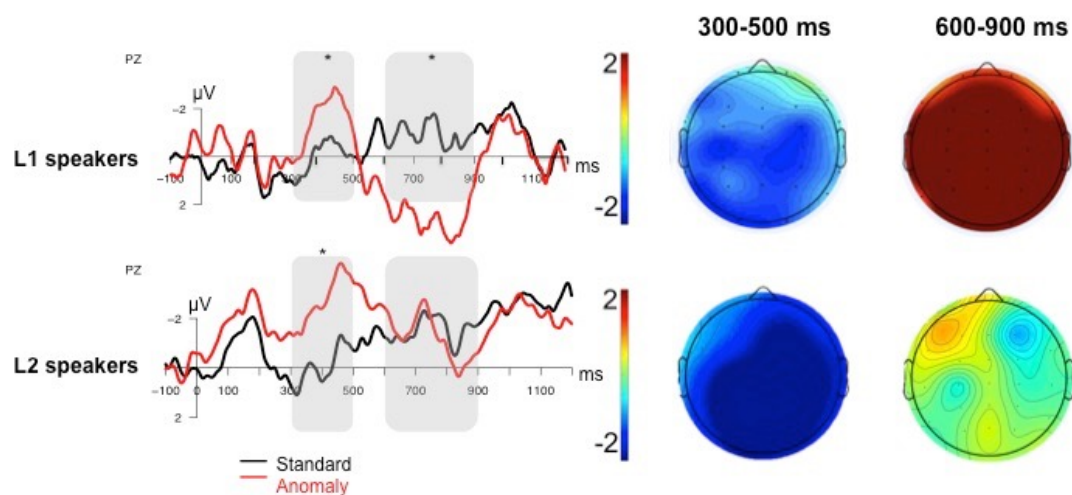 300-500 ms 600-900 ms
PZ * *
µV
-2
L1 speakers
ms
-100 100 300 500 700 900 1100
2
2
-2
PZ *
µV
-2
L2 speakers
ms
-100 0 100 300 500 700 900 1100
2
2
-2
Standard
Anomaly